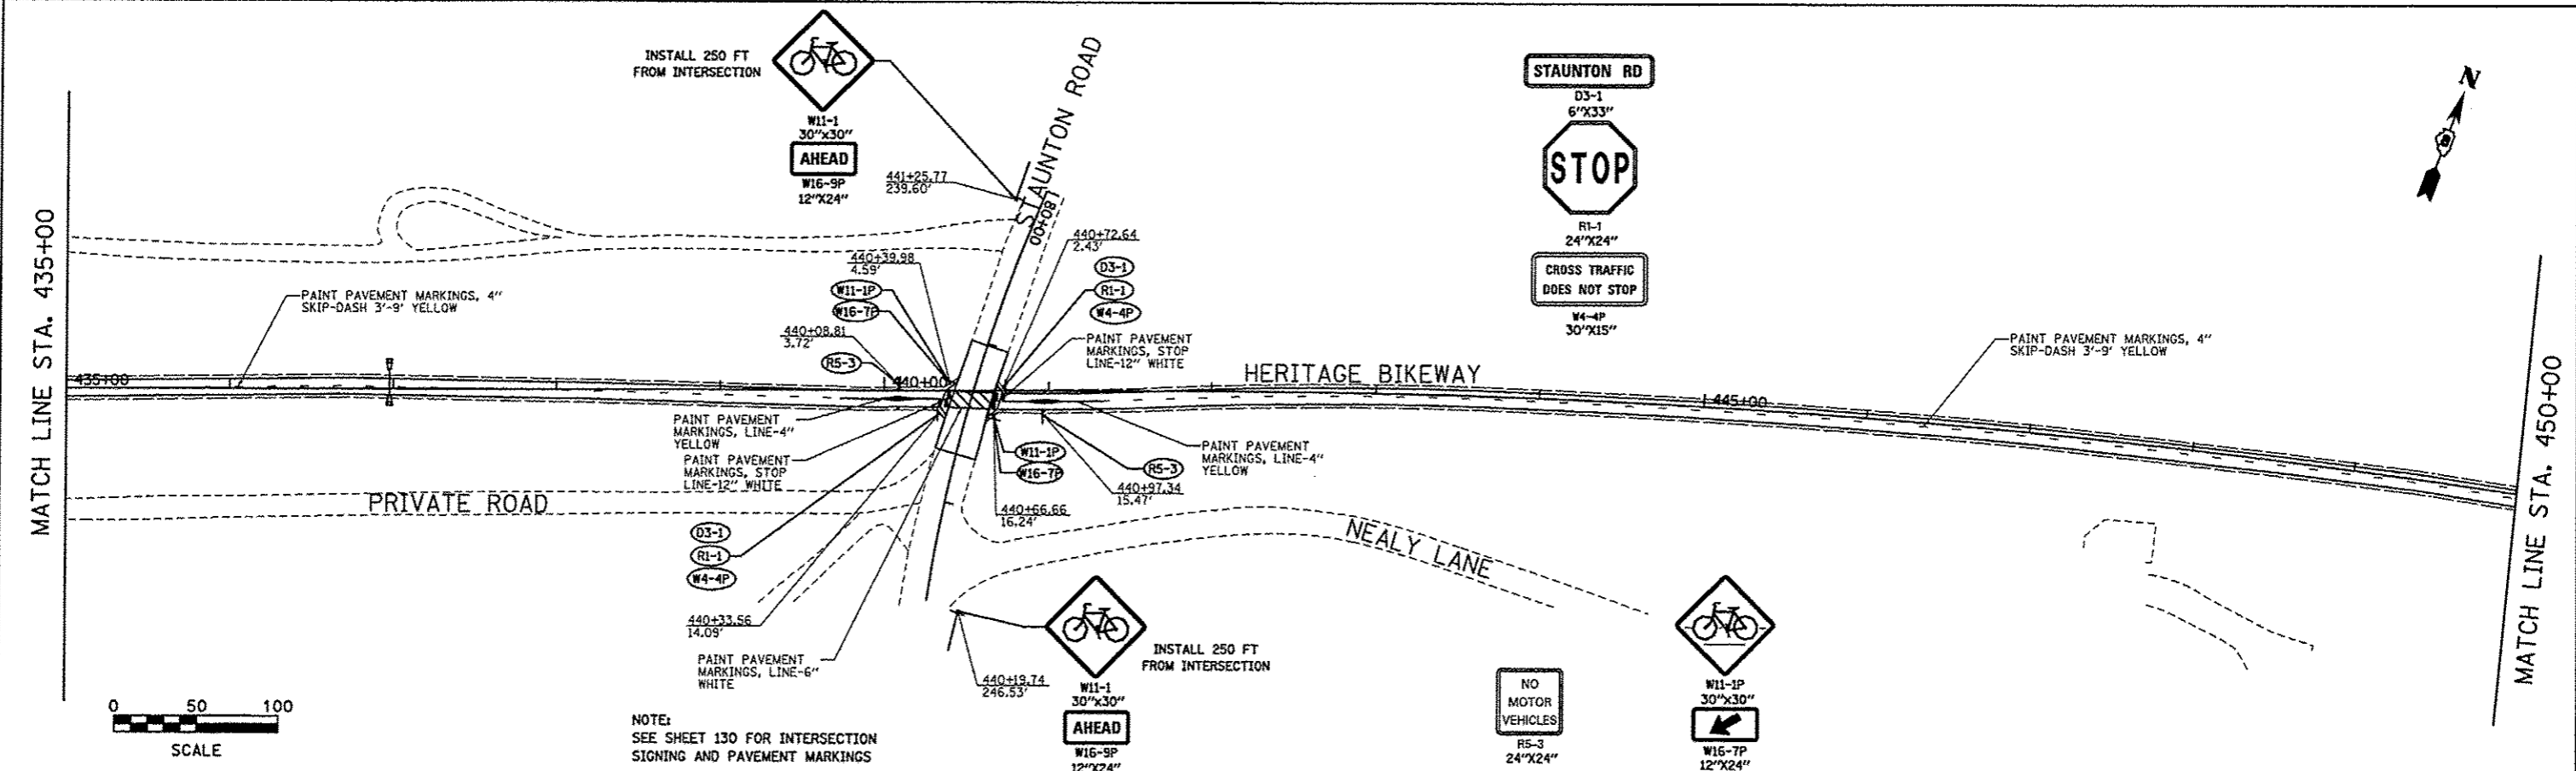 INSTALL 250 FT
FROM INTERSECTION
W11-1
30"x30"
AHEAD
W16-9P
12"X24"
STAUNTON ROAD
441+25.77
239.60'
180+00
STAUNTON RD
D3-1
6"X33"
STOP
R1-1
24"X24"
CROSS TRAFFIC
DOES NOT STOP
W4-4P
30"X15"
N
MATCH LINE STA. 435+00
PAINT PAVEMENT MARKINGS, 4"
SKIP-DASH 3'-9' YELLOW
435+00
440+39.98
4.59'
W11-1P
W16-7P
440+08.81
3.72'
R5-3
440+00
440+72.64
2.43'
D3-1
R1-1
W4-4P
PAINT PAVEMENT
MARKINGS, STOP
LINE-12" WHITE
HERITAGE BIKEWAY
445+00
PAINT PAVEMENT MARKINGS, 4"
SKIP-DASH 3'-9' YELLOW
MATCH LINE STA. 450+00
PAINT PAVEMENT
MARKINGS, LINE-4"
YELLOW
PAINT PAVEMENT
MARKINGS, STOP
LINE-12" WHITE
W11-1P
W16-7P
R5-3
PAINT PAVEMENT
MARKINGS, LINE-4"
YELLOW
440+97.34
15.47'
440+66.66
16.24'
PRIVATE ROAD
NEALY LANE
D3-1
R1-1
W4-4P
440+33.56
14.09'
PAINT PAVEMENT
MARKINGS, LINE-6"
WHITE
440+19.74
246.53'
INSTALL 250 FT
FROM INTERSECTION
W11-1
30"x30"
AHEAD
W16-9P
12"X24"
0 50 100
SCALE
NOTE:
SEE SHEET 130 FOR INTERSECTION
SIGNING AND PAVEMENT MARKINGS
NO
MOTOR
VEHICLES
R5-3
24"X24"
W11-1P
30"x30"
W16-7P
12"X24"